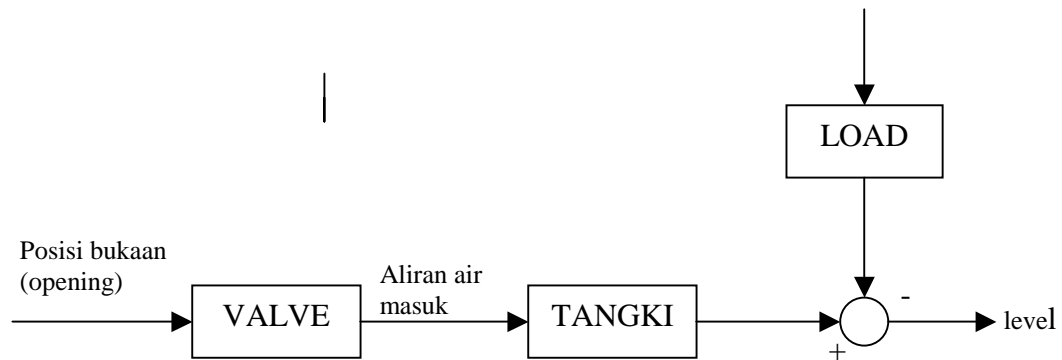 LOAD
Posisi bukaan
(opening)
VALVE
Aliran air
masuk
TANGKI
-
+
level